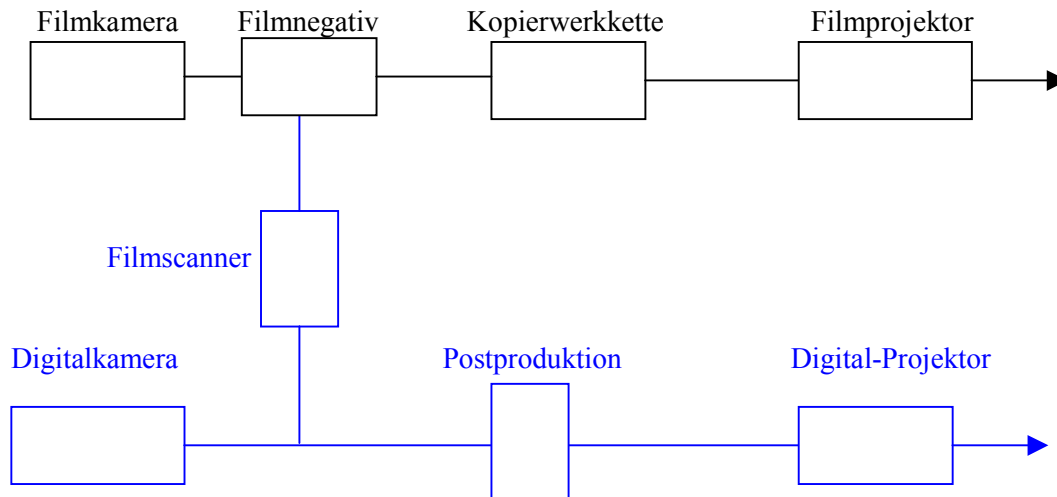 Filmkamera
Filmnegativ
Kopierwerkkette
Filmprojektor
Filmscanner
Digitalkamera
Postproduktion
Digital-Projektor